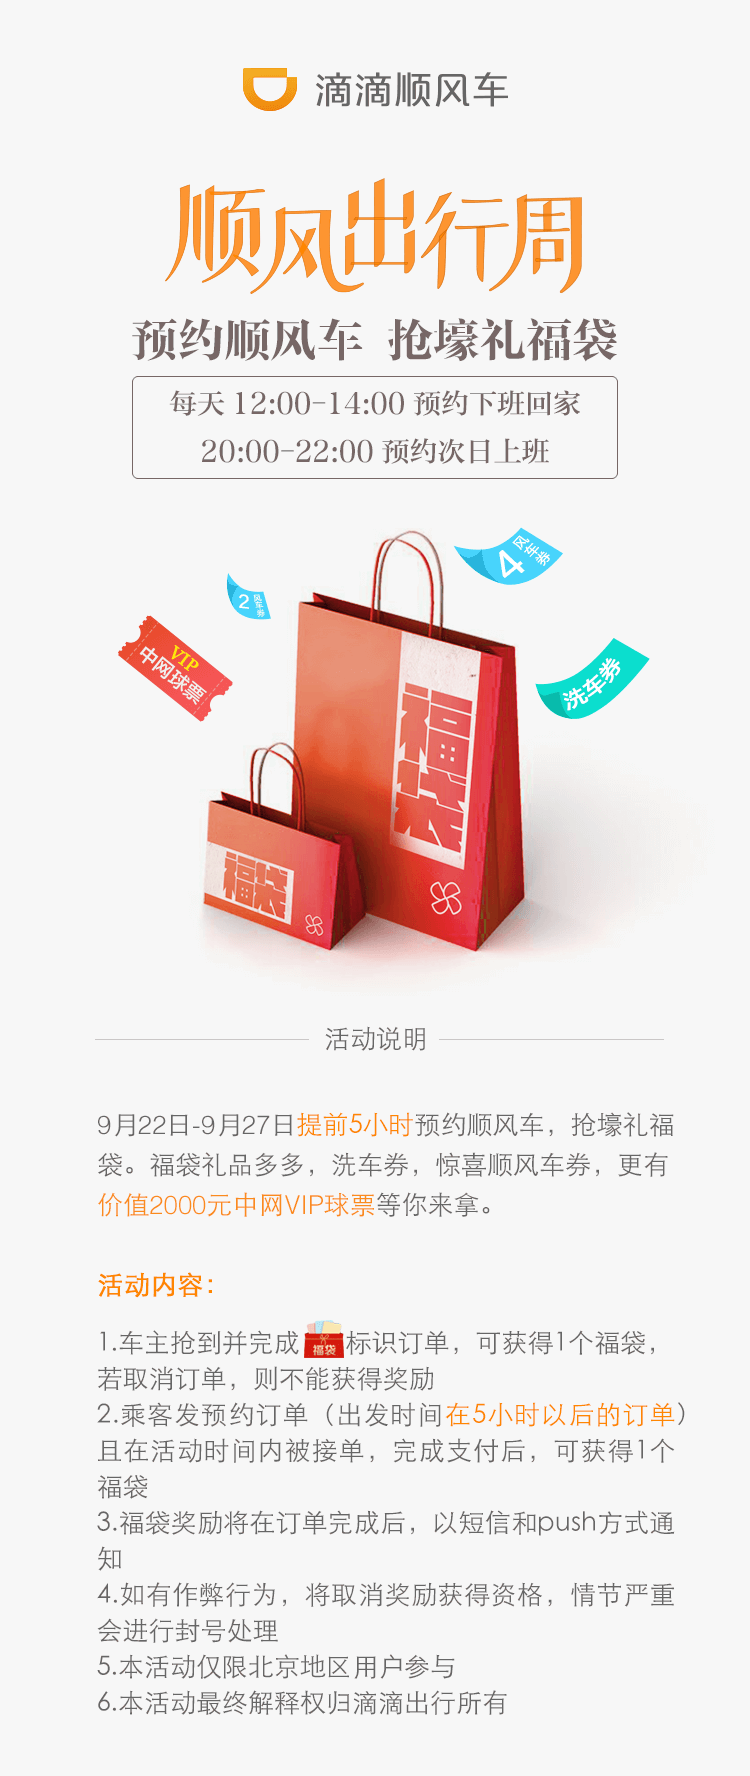 滴滴顺风车
顺风出行周
预约顺风车 抢壕礼福袋
每天 12:00-14:00 预约下班回家
20:00-22:00 预约次日上班
4风车券
2风车券
VIP
中网球票
洗车券
福袋
福袋
活动说明
9月22日-9月27日提前5小时预约顺风车，抢壕礼福
袋。福袋礼品多多，洗车券，惊喜顺风车券，更有
价值2000元中网VIP球票等你来拿。
活动内容：
1.车主抢到并完成福袋标识订单，可获得1个福袋，
若取消订单，则不能获得奖励
2.乘客发预约订单（出发时间在5小时以后的订单）
且在活动时间内被接单，完成支付后，可获得1个
福袋
3.福袋奖励将在订单完成后，以短信和push方式通
知
4.如有作弊行为，将取消奖励获得资格，情节严重
会进行封号处理
5.本活动仅限北京地区用户参与
6.本活动最终解释权归滴滴出行所有